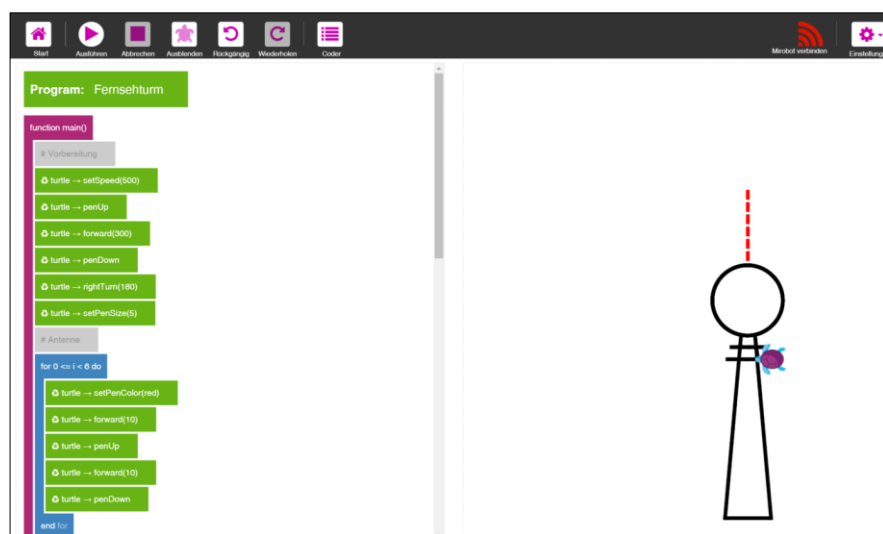 Start Ausführen Abbrechen Ausblenden Rückgängig Wiederholen Coder Mirobot verbinden Einstellung
Program: Fernsehturm
function main()
# Vorbereitung
♻ turtle → setSpeed(500)
♻ turtle → penUp
♻ turtle → forward(300)
♻ turtle → penDown
♻ turtle → rightTurn(180)
♻ turtle → setPenSize(5)
# Antenne
for 0 <= i < 6 do
♻ turtle → setPenColor(red)
♻ turtle → forward(10)
♻ turtle → penUp
♻ turtle → forward(10)
♻ turtle → penDown
end for